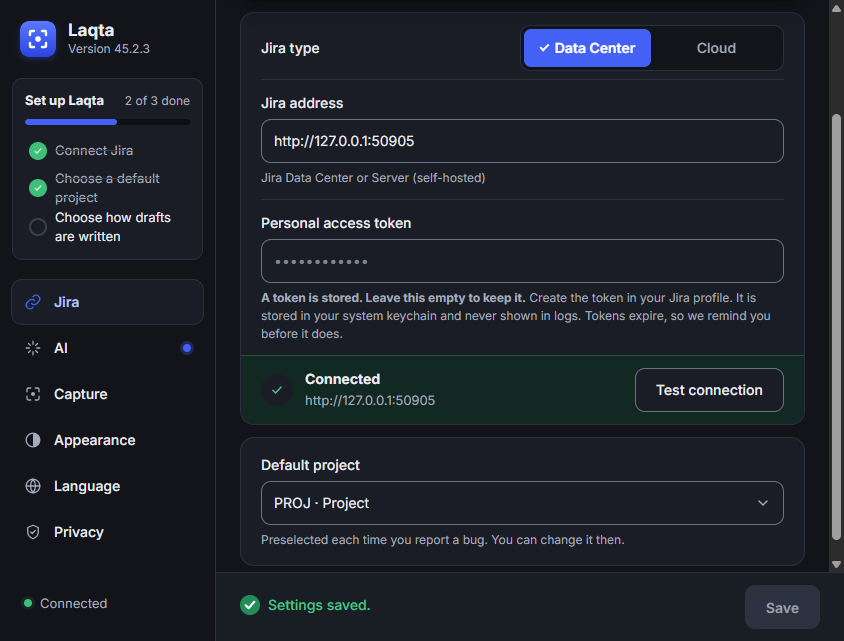 Laqta
Version 45.2.3
Set up Laqta 2 of 3 done
Connect Jira
Choose a default
project
Choose how drafts
are written
Jira
AI
Capture
Appearance
Language
Privacy
Connected
Jira type
Data Center
Cloud
Jira address
http://127.0.0.1:50905
Jira Data Center or Server (self-hosted)
Personal access token
••••••••••••
A token is stored. Leave this empty to keep it. Create the token in your Jira profile. It is
stored in your system keychain and never shown in logs. Tokens expire, so we remind you
before it does.
Connected
http://127.0.0.1:50905
Test connection
Default project
PROJ · Project
Preselected each time you report a bug. You can change it then.
Settings saved.
Save